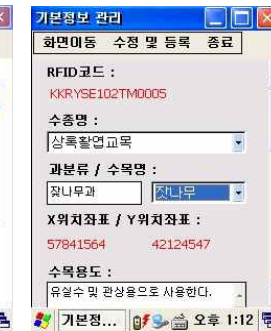 기본정보 관리
화면이동 수정 및 등록 종료
RFID코드 :
KKRYSE102TM0005
수종명 :
상록활엽교목
과분류 / 수목명 :
잦나무과 잣나무
X위치좌표 / Y위치좌표 :
57841564 42124547
수목용도 :
유실수 및 관상용으로 사용한다.
기본정... 오후 1:12